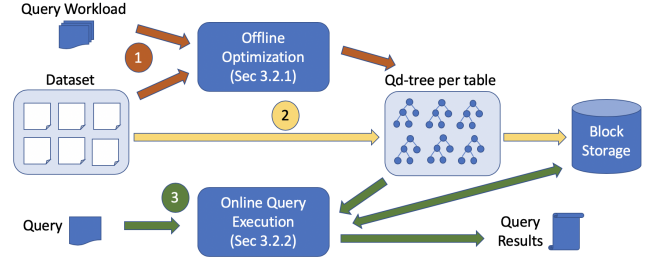 Query Workload
1
Offline
Optimization
(Sec 3.2.1)
Dataset
Qd-tree per table
2
Block
Storage
3
Query
Online Query
Execution
(Sec 3.2.2)
Query
Results